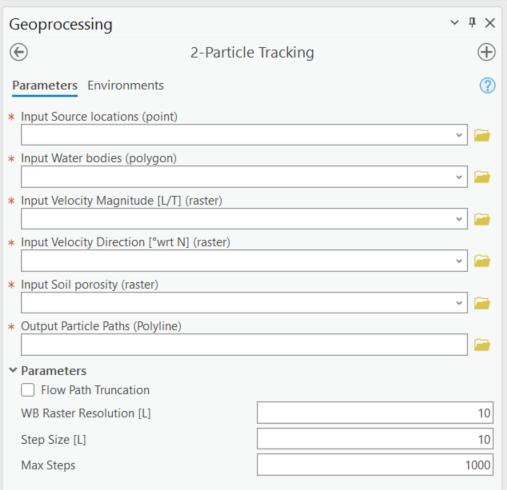 Geoprocessing
2-Particle Tracking
Parameters Environments
* Input Source locations (point)
* Input Water bodies (polygon)
* Input Velocity Magnitude [L/T] (raster)
* Input Velocity Direction [°wrt N] (raster)
* Input Soil porosity (raster)
* Output Particle Paths (Polyline)
Parameters
Flow Path Truncation
WB Raster Resolution [L] 10
Step Size [L] 10
Max Steps 1000